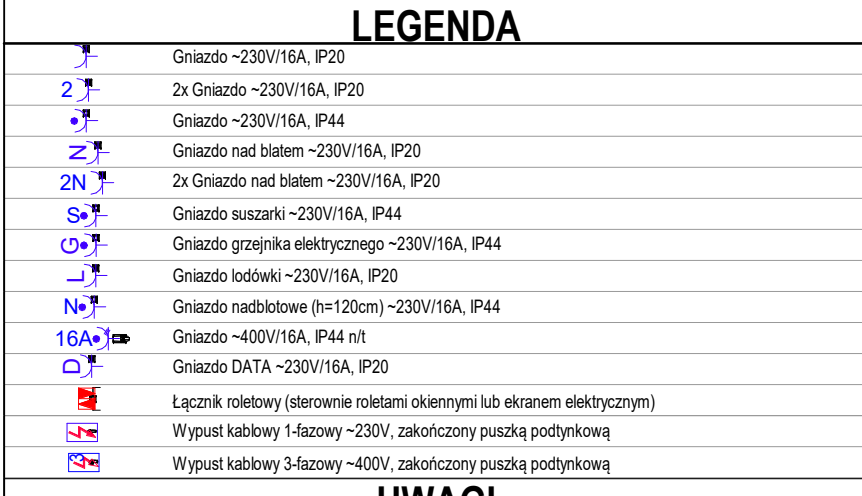 LEGENDA
Gniazdo ~230V/16A, IP20
2 2x Gniazdo ~230V/16A, IP20
Gniazdo ~230V/16A, IP44
N Gniazdo nad blatem ~230V/16A, IP20
2N 2x Gniazdo nad blatem ~230V/16A, IP20
S Gniazdo suszarki ~230V/16A, IP44
G Gniazdo grzejnika elektrycznego ~230V/16A, IP44
L Gniazdo lodówki ~230V/16A, IP20
N Gniazdo nadblotowe (h=120cm) ~230V/16A, IP44
16A Gniazdo ~400V/16A, IP44 n/t
D Gniazdo DATA ~230V/16A, IP20
Łącznik roletowy (sterownie roletami okiennymi lub ekranem elektrycznym)
Wypust kablowy 1-fazowy ~230V, zakończony puszką podtynkową
3 Wypust kablowy 3-fazowy ~400V, zakończony puszką podtynkową
UWAGI